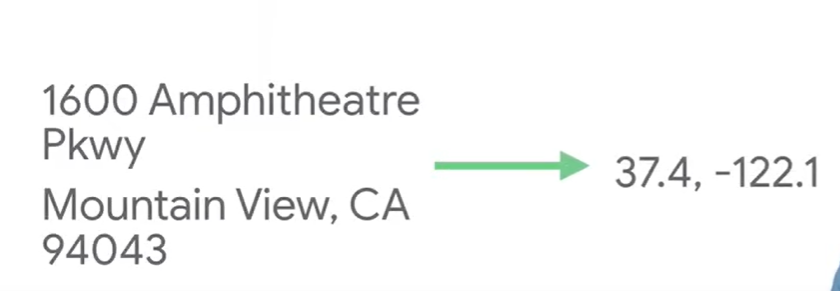 1600 Amphitheatre
Pkwy
Mountain View, CA
94043
37.4, -122.1